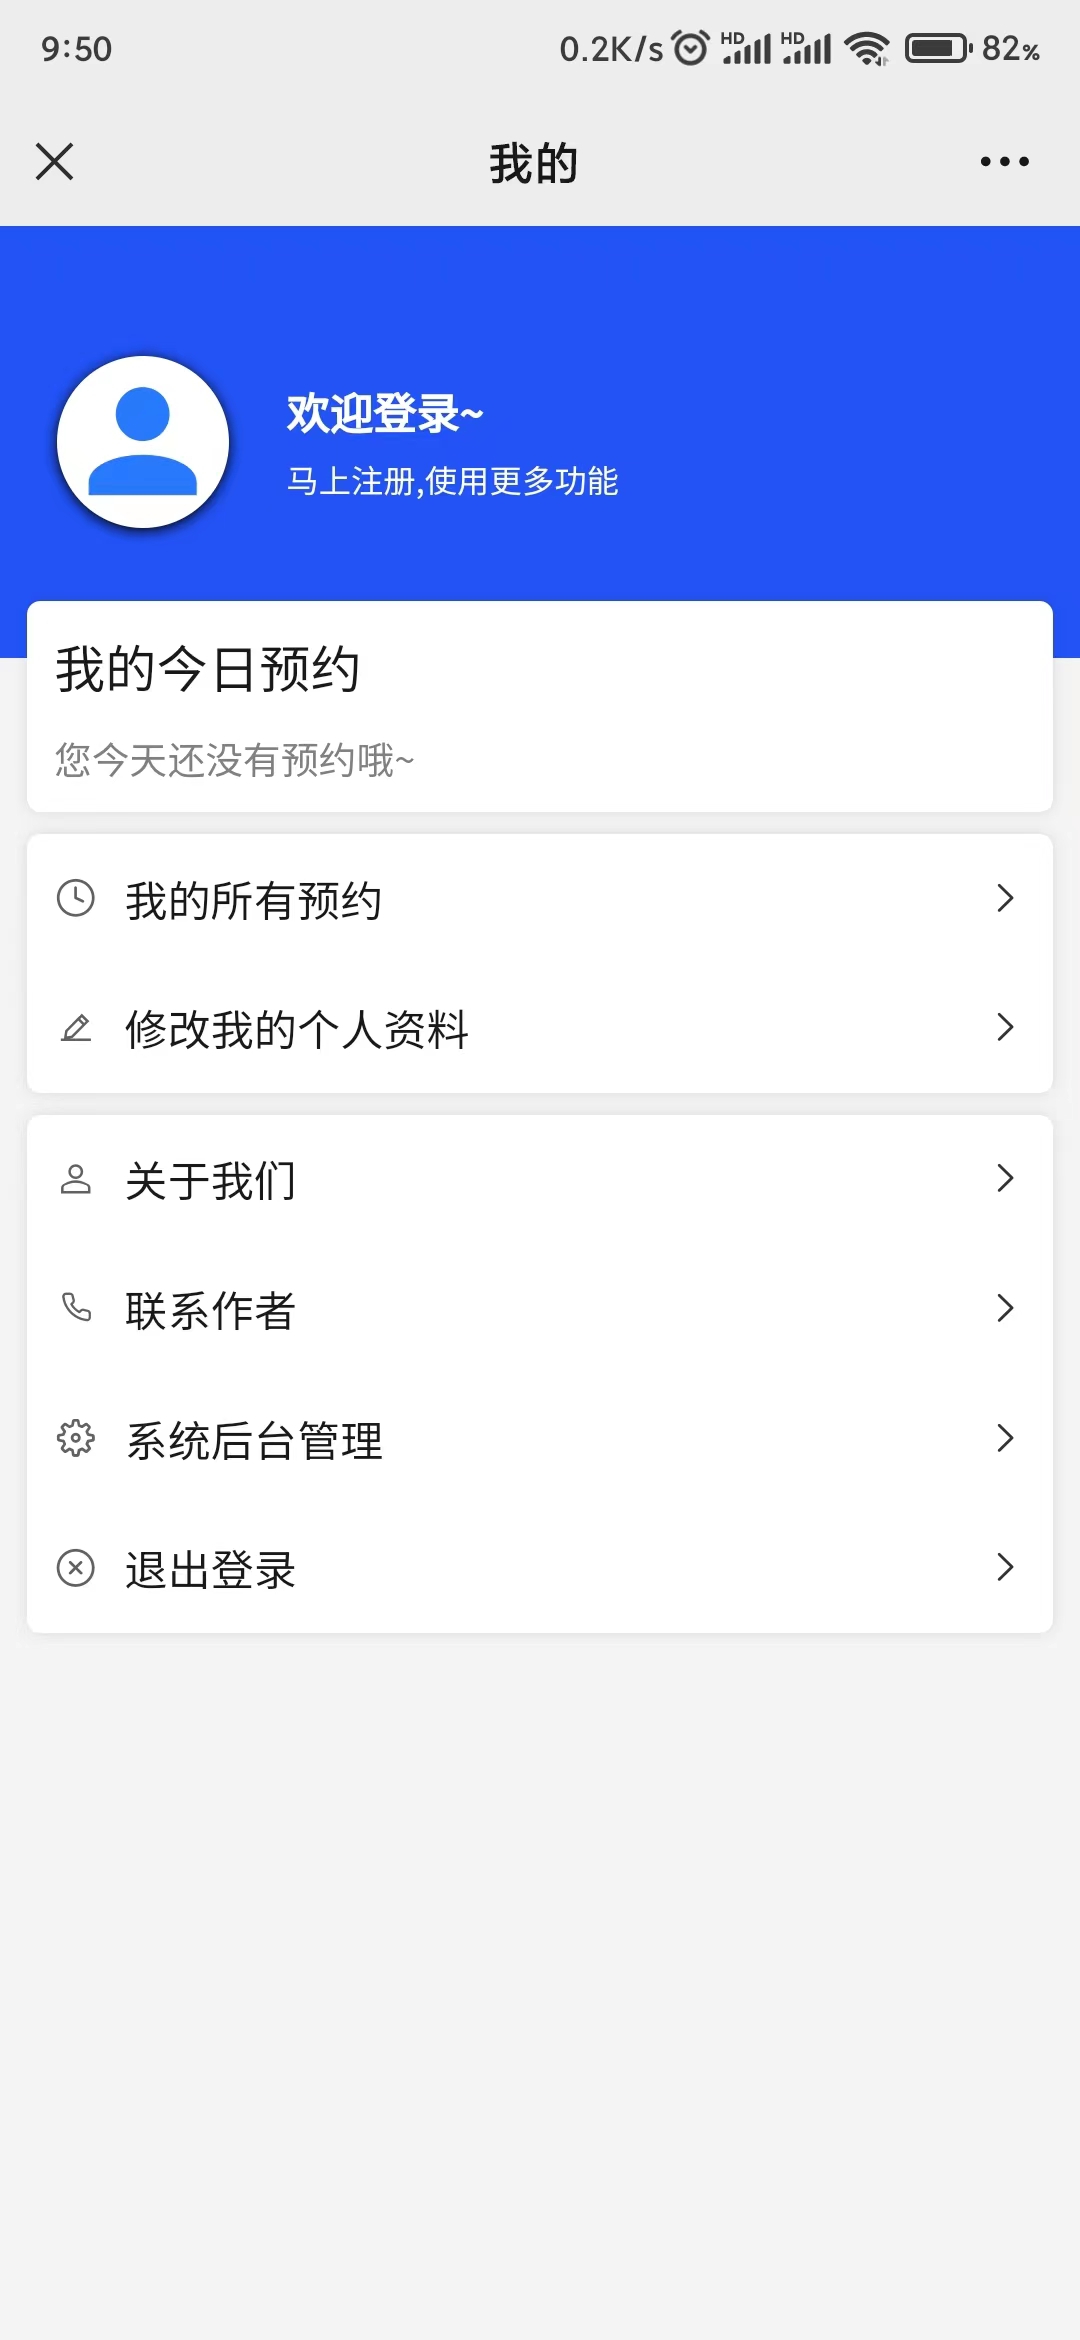 9:50
0.2K/s HD HD 82%
我的
欢迎登录~
马上注册,使用更多功能
我的今日预约
您今天还没有预约哦~
我的所有预约
修改我的个人资料
关于我们
联系作者
系统后台管理
退出登录